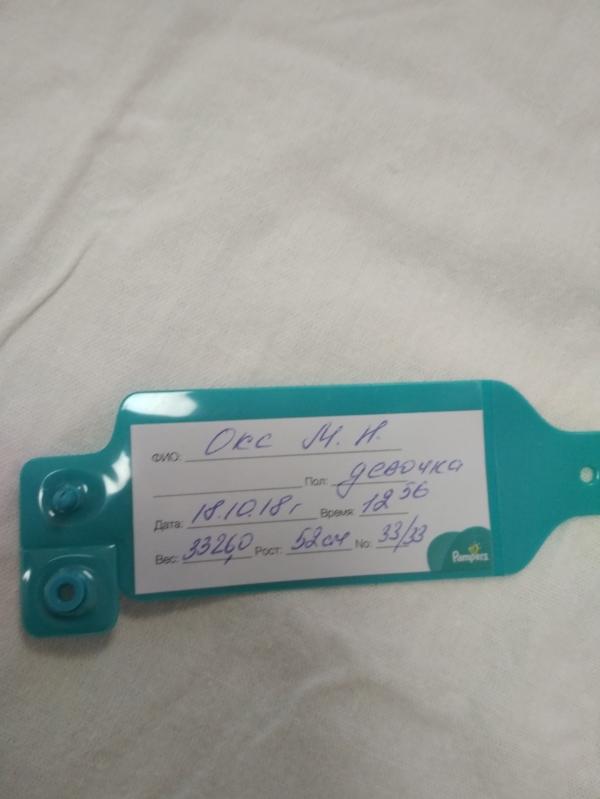 ФИО: Окс М. Н.
Пол: девочка
Дата: 18.10.18 г Время: 12 56
Вес: 3326,0 Рост: 52 см No: 33/33
Pampers